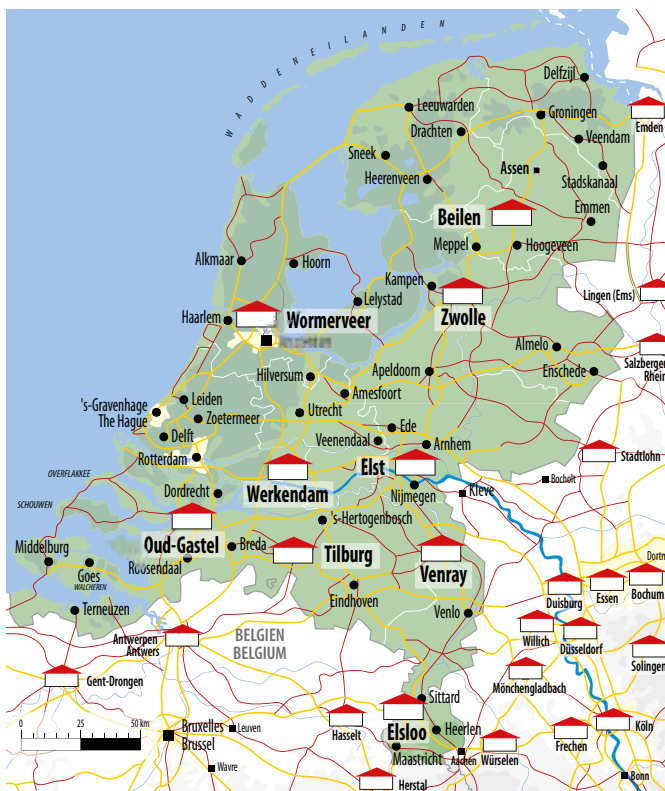 WADDENEILANDEN
Delfzijl
Leeuwarden
Groningen
Emden
Drachten
Veendam
Sneek
Assen
Stadskanaal
Heerenveen
Emmen
Beilen
Meppel
Hoogeveen
Alkmaar
Hoorn
Kampen
Lelystad
Lingen (Ems)
Haarlem
Wormerveer
Zwolle
Almelo
Salzbergen
Rhein
Hilversum
Apeldoorn
Enschede
Amesfoort
's-Gravenhage
The Hague
Leiden
Zoetermeer
Utrecht
Ede
Delft
Veenendaal
Arnhem
Rotterdam
Stadtlohn
Elst
OVERFLAKKEE
Bocholt
Dordrecht
Werkendam
Nijmegen
Kleve
SCHOUWEN
's-Hertogenbosch
Middelburg
Oud-Gastel
Breda
Tilburg
Dortm
Goes
Roosendaal
Venray
WALCHEREN
Eindhoven
Duisburg
Essen
Bochum
Terneuzen
Venlo
Antwerpen
Antwers
BELGIEN
BELGIUM
Willich
Düsseldorf
Solingen
Gent-Drongen
Mönchengladbach
Sittard
0 25 50 km
Bruxelles
Brussel
Leuven
Hasselt
Elsloo
Heerlen
Köln
Frechen
Maastricht
Aachen
Würselen
Wavre
Herstal
Bonn